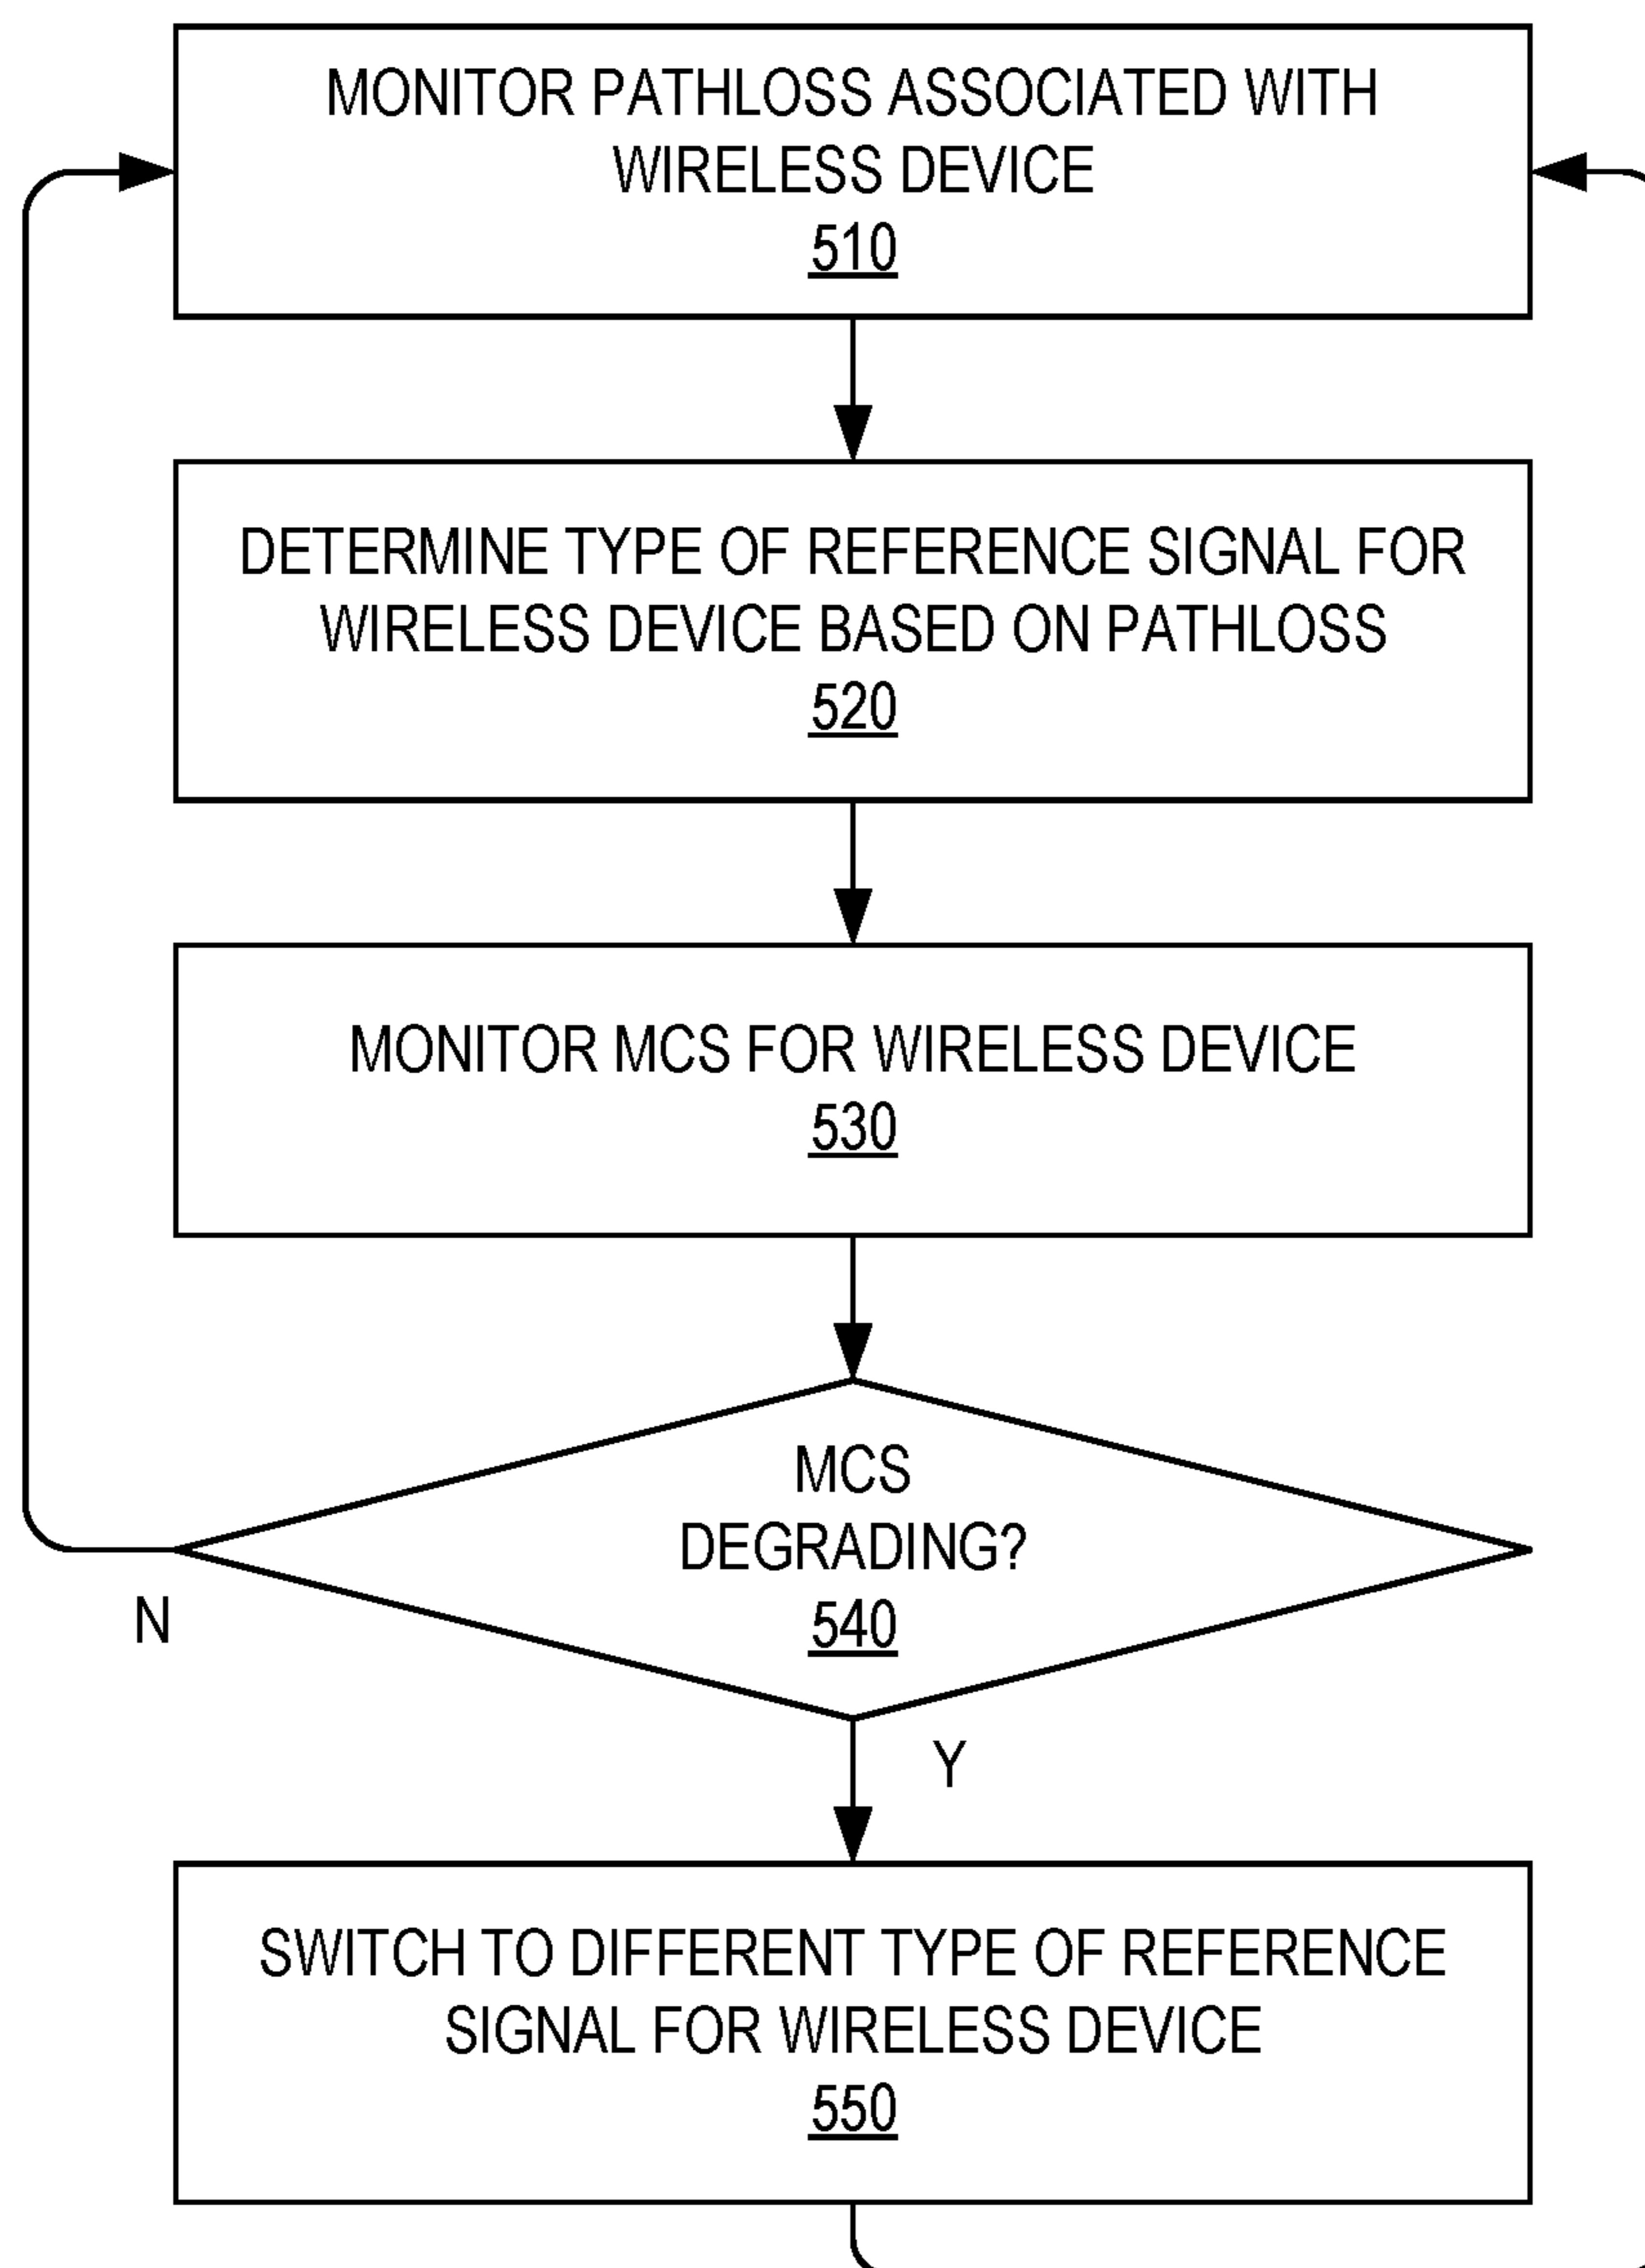 MONITOR PATHLOSS ASSOCIATED WITH
WIRELESS DEVICE
510
DETERMINE TYPE OF REFERENCE SIGNAL FOR
WIRELESS DEVICE BASED ON PATHLOSS
520
MONITOR MCS FOR WIRELESS DEVICE
530
MCS
DEGRADING?
540
N
Y
SWITCH TO DIFFERENT TYPE OF REFERENCE
SIGNAL FOR WIRELESS DEVICE
550